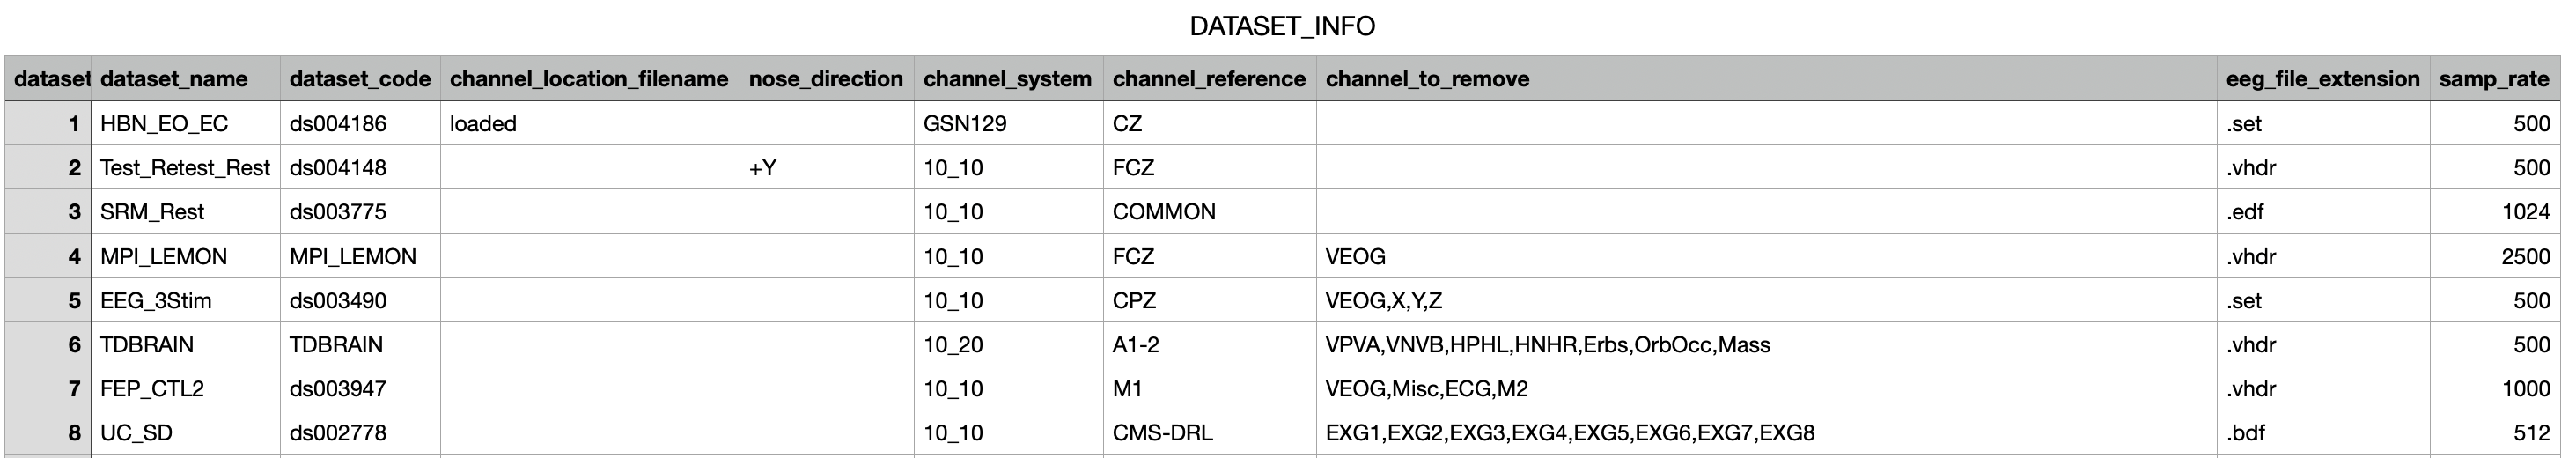 DATASET_INFO
dataset dataset_name dataset_code channel_location_filename nose_direction channel_system channel_reference channel_to_remove eeg_file_extension samp_rate
1 HBN_EO_EC ds004186 loaded GSN129 CZ .set 500
2 Test_Retest_Rest ds004148 +Y 10_10 FCZ .vhdr 500
3 SRM_Rest ds003775 10_10 COMMON .edf 1024
4 MPI_LEMON MPI_LEMON 10_10 FCZ VEOG .vhdr 2500
5 EEG_3Stim ds003490 10_10 CPZ VEOG,X,Y,Z .set 500
6 TDBRAIN TDBRAIN 10_20 A1-2 VPVA,VNVB,HPHL,HNHR,Erbs,OrbOcc,Mass .vhdr 500
7 FEP_CTL2 ds003947 10_10 M1 VEOG,Misc,ECG,M2 .vhdr 1000
8 UC_SD ds002778 10_10 CMS-DRL EXG1,EXG2,EXG3,EXG4,EXG5,EXG6,EXG7,EXG8 .bdf 512